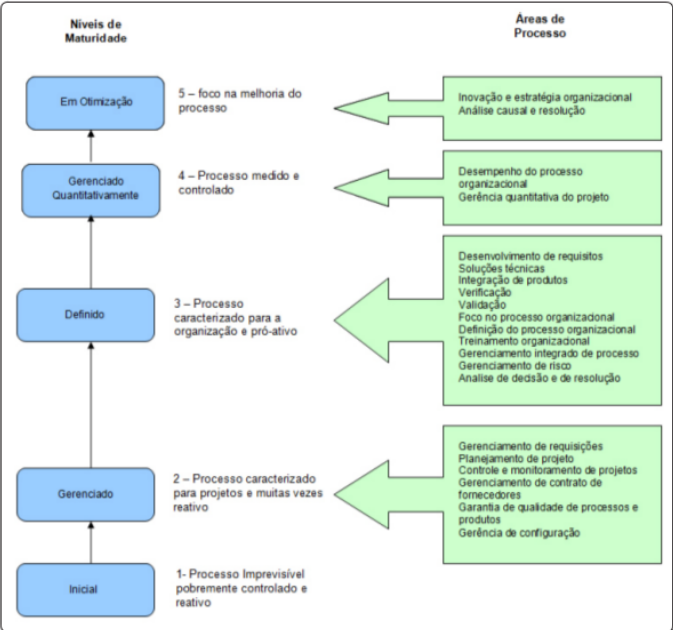 Níveis de
Maturidade
Áreas de
Processo
Em Otimização
5 – foco na melhoria do
processo
Inovação e estratégia organizacional
Análise causal e resolução
Gerenciado
Quantitativamente
4 – Processo medido e
controlado
Desempenho do processo
organizacional
Gerência quantitativa do projeto
Definido
3 – Processo
caracterizado para a
organização e pró-ativo
Desenvolvimento de requisitos
Soluções técnicas
Integração de produtos
Verificação
Validação
Foco no processo organizacional
Definição do processo organizacional
Treinamento organizacional
Gerenciamento integrado de processo
Gerenciamento de risco
Analise de decisão e de resolução
Gerenciado
2 – Processo caracterizado
para projetos e muitas vezes
reativo
Gerenciamento de requisições
Planejamento de projeto
Controle e monitoramento de projetos
Gerenciamento de contrato de
fornecedores
Garantia de qualidade de processos e
produtos
Gerência de configuração
Inicial
1- Processo Imprevisível
pobremente controlado e
reativo